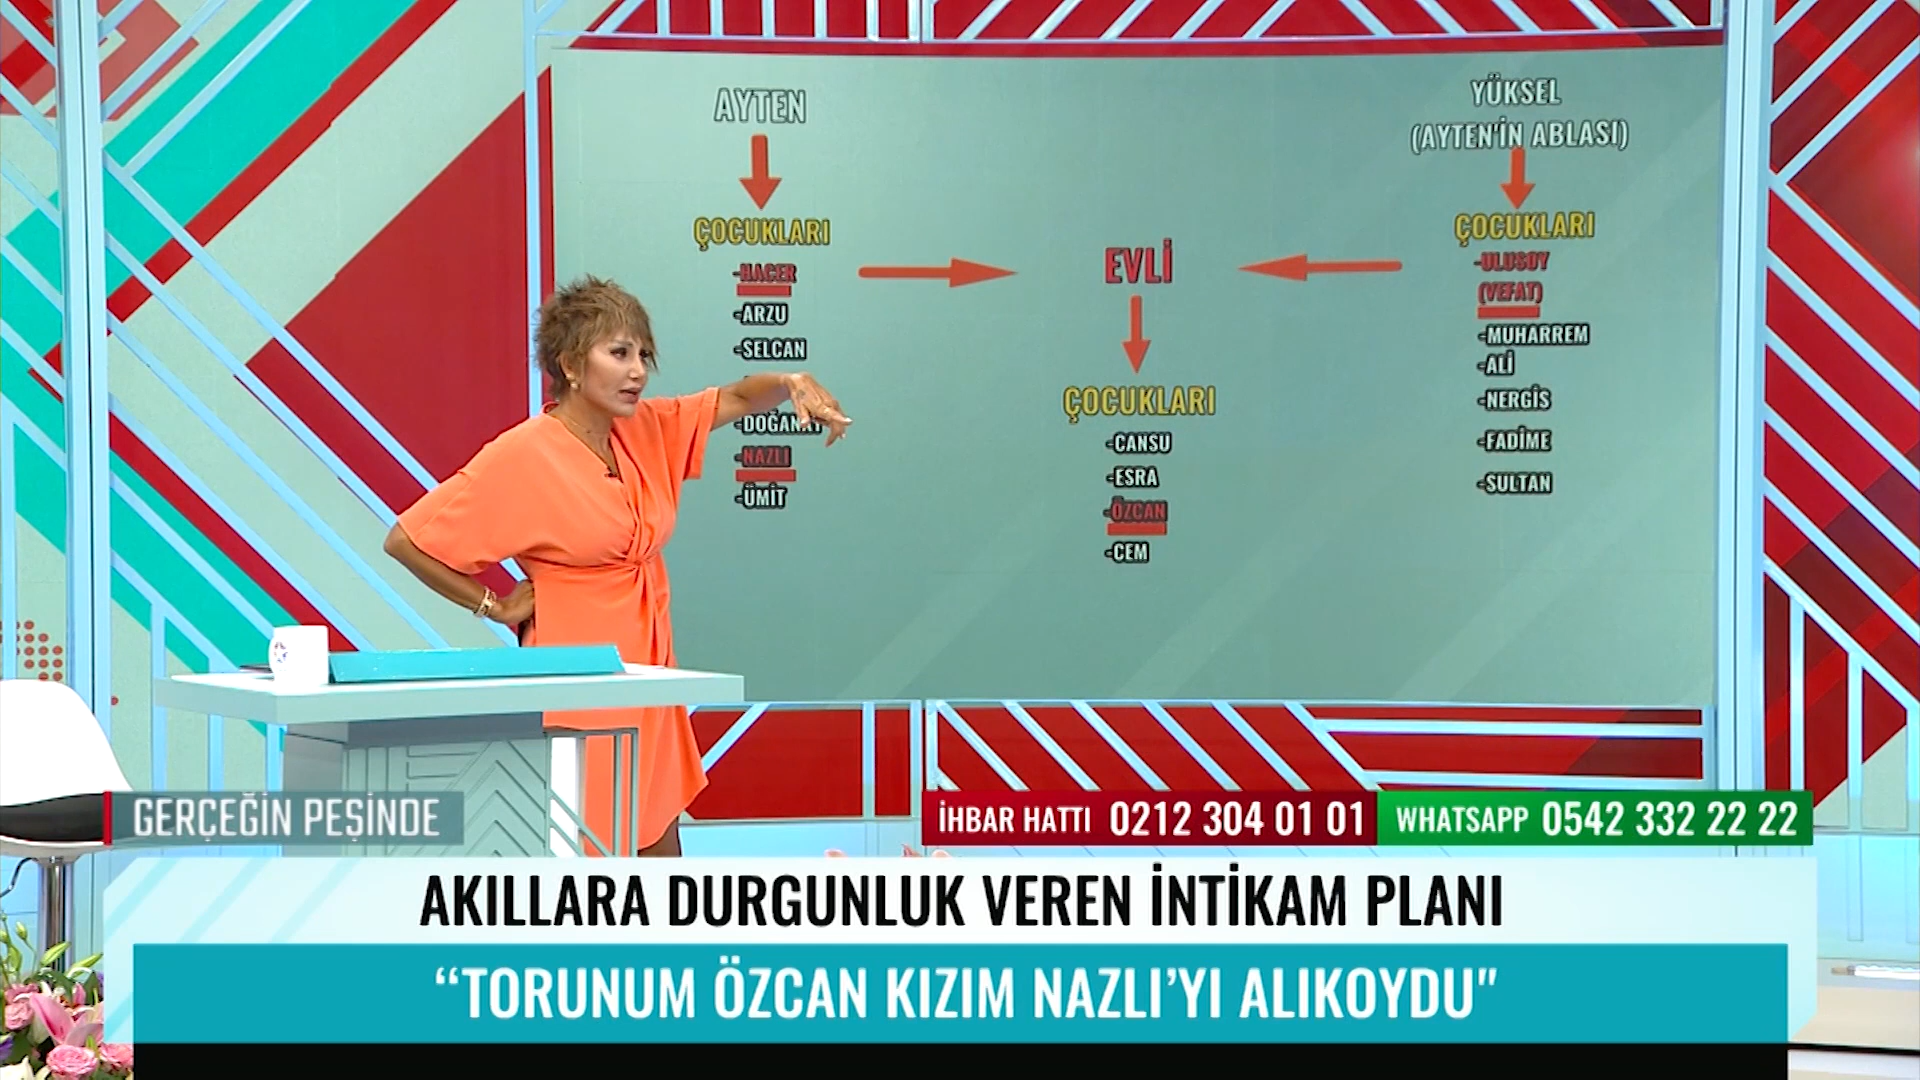 AYTEN
ÇOCUKLARI
-HACER
-ARZU
-SELCAN
-DOĞANAY
-NAZLI
-ÜMİT
EVLİ
ÇOCUKLARI
-CANSU
-ESRA
-ÖZCAN
-CEM
YÜKSEL
(AYTEN'İN ABLASI)
ÇOCUKLARI
-ULUSOY
(VEFAT)
-MUHARREM
-ALİ
-NERGİS
-FADİME
-SULTAN
GERÇEĞİN PEŞİNDE
İHBAR HATTI 0212 304 01 01
WHATSAPP 0542 332 22 22
AKILLARA DURGUNLUK VEREN İNTİKAM PLANI
“TORUNUM ÖZCAN KIZIM NAZLI’YI ALIKOYDU"